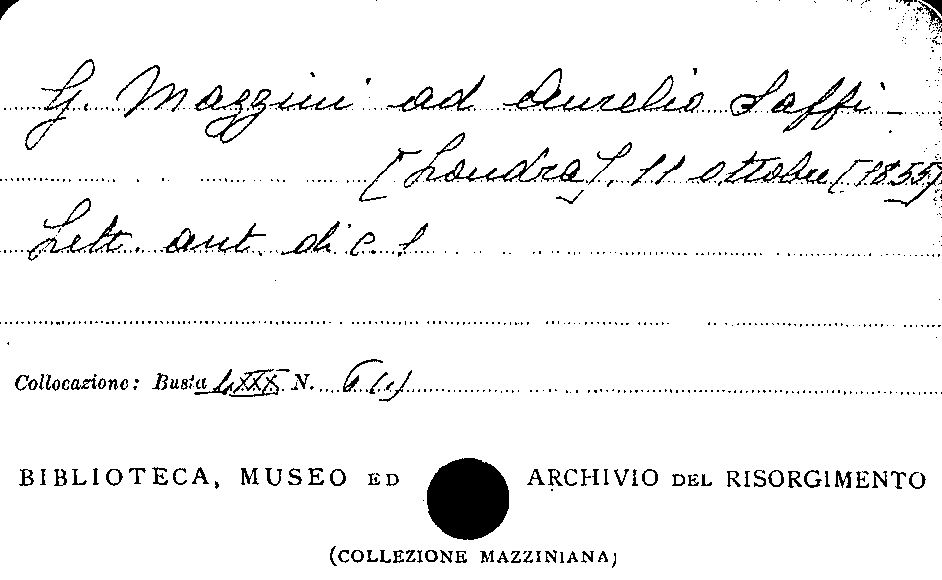 G. Mazzini ad Aurelio Saffi
[Londra], 11 ottobre [1855]
Lett. aut. di c. 1
Collocazione: Busta LXXX N. 6 (1)
BIBLIOTECA, MUSEO ED ARCHIVIO DEL RISORGIMENTO
(COLLEZIONE MAZZINIANA)